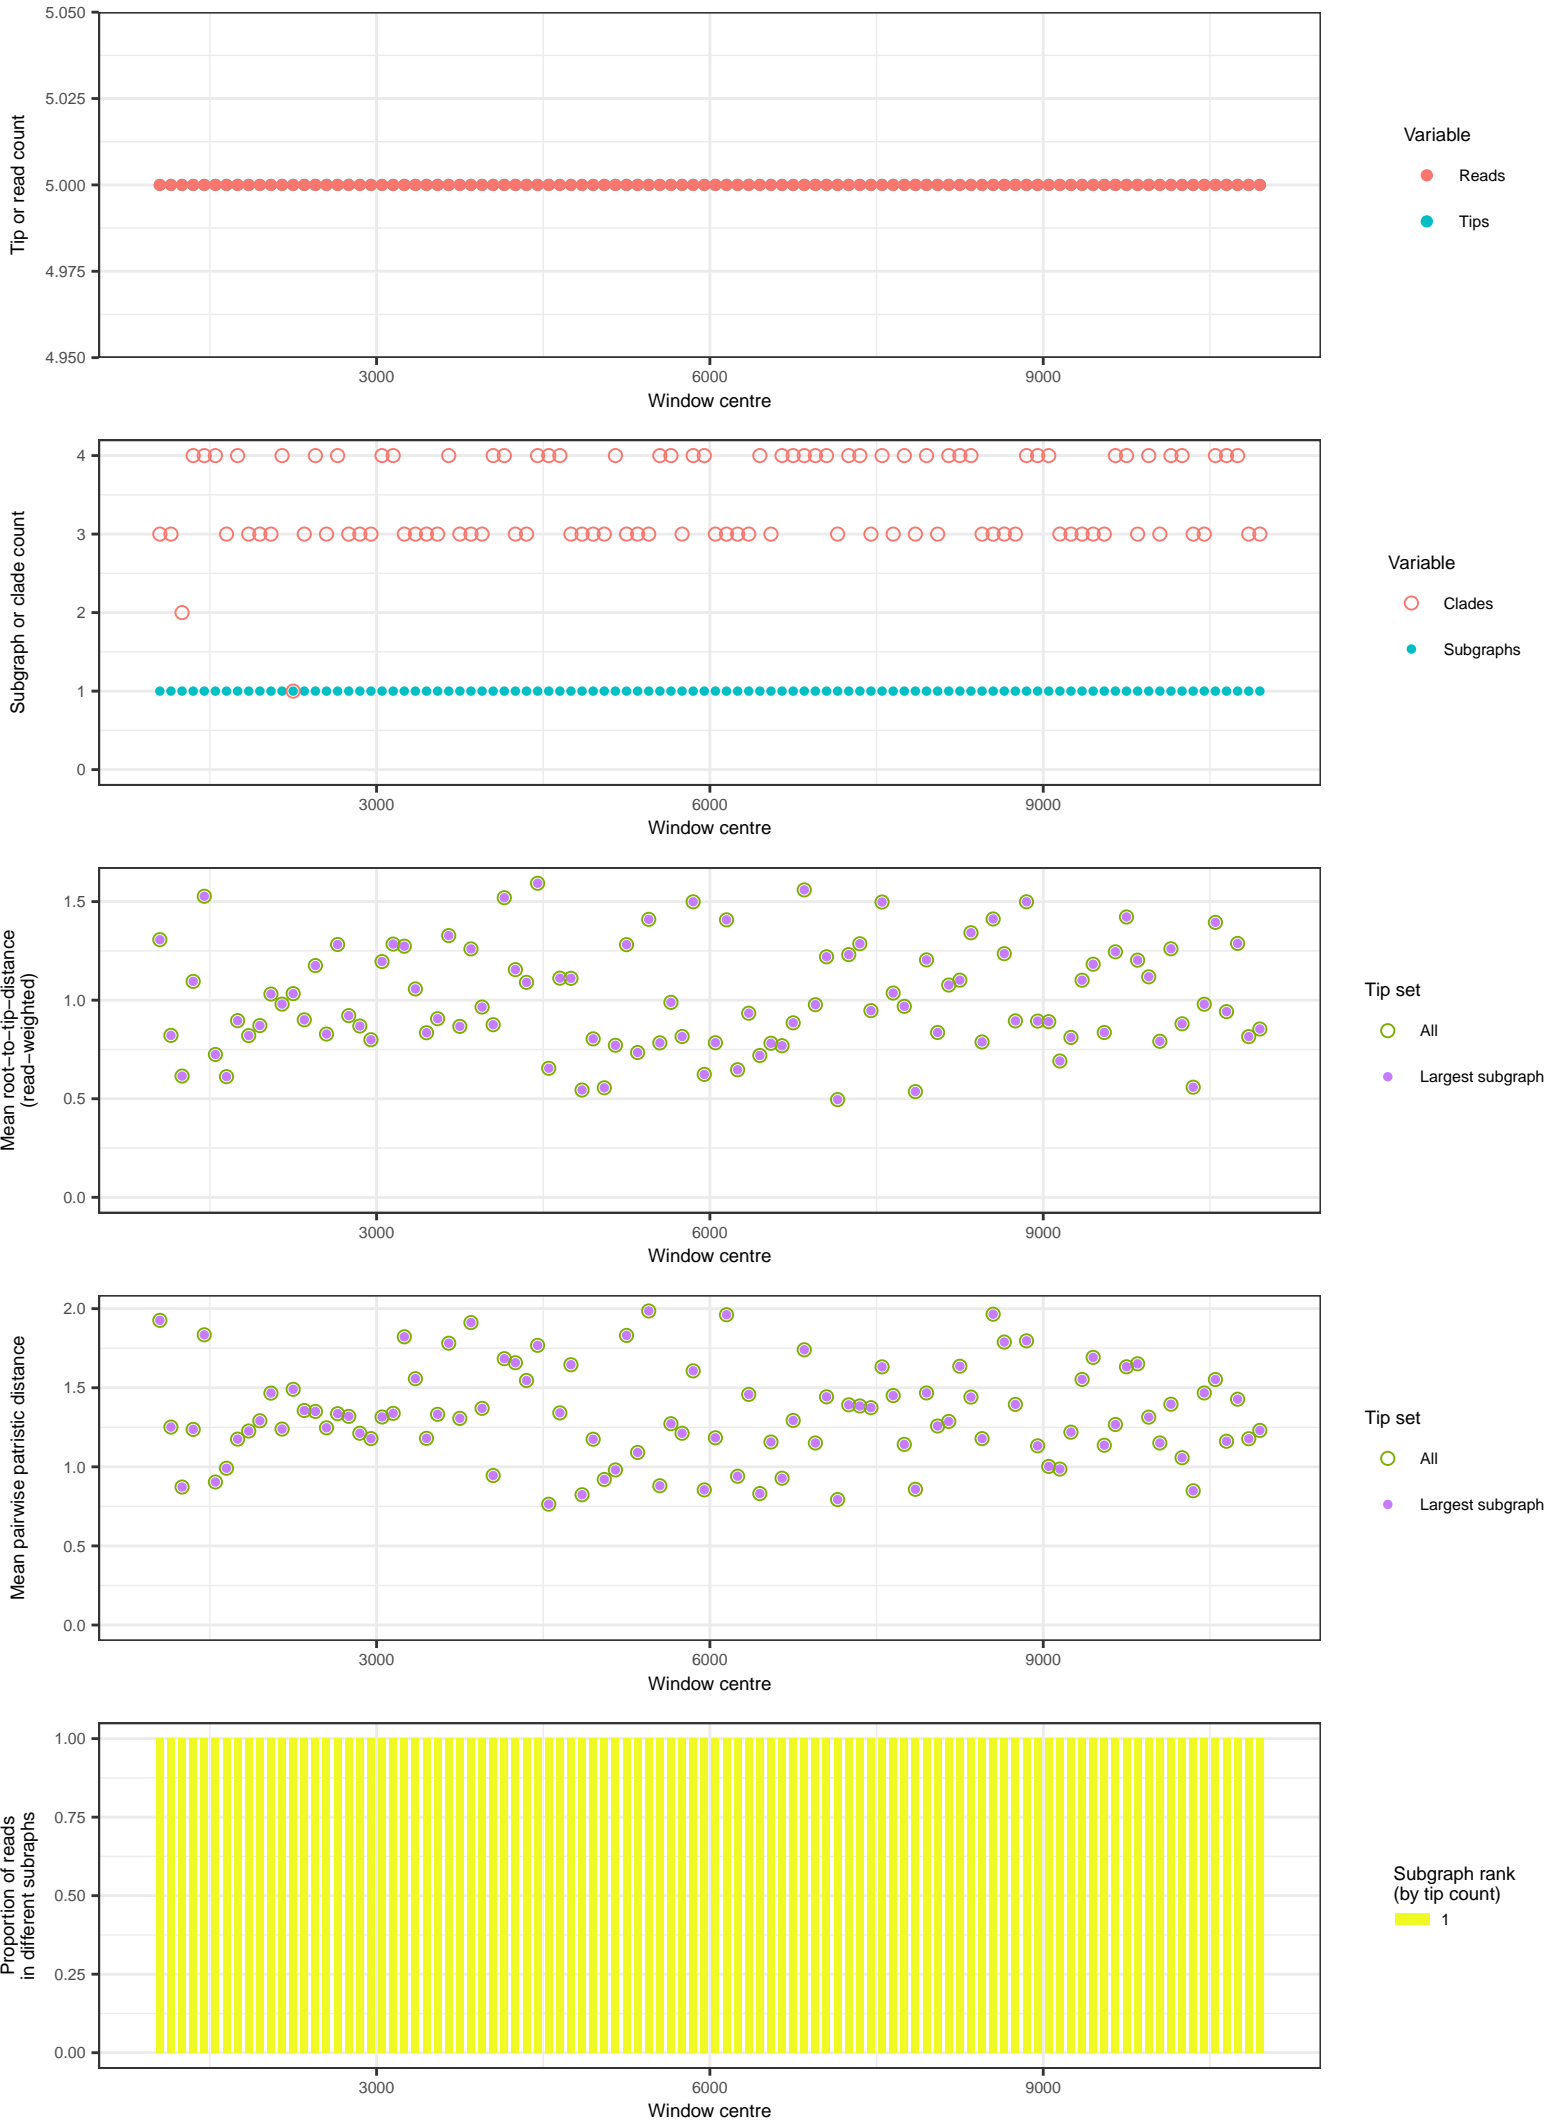 5.050
5.025
5.000
4.975
4.950
Tip or read count
3000 6000 9000
Window centre
Variable
Reads
Tips
4
3
2
1
0
Subgraph or clade count
3000 6000 9000
Window centre
Variable
Clades
Subgraphs
1.5
1.0
0.5
0.0
Mean root−to−tip−distance
(read−weighted)
3000 6000 9000
Window centre
Tip set
All
Largest subgraph
2.0
1.5
1.0
0.5
0.0
Mean pairwise patristic distance
3000 6000 9000
Window centre
Tip set
All
Largest subgraph
1.00
0.75
0.50
0.25
0.00
Proportion of reads
in different subraphs
3000 6000 9000
Window centre
Subgraph rank
(by tip count)
1